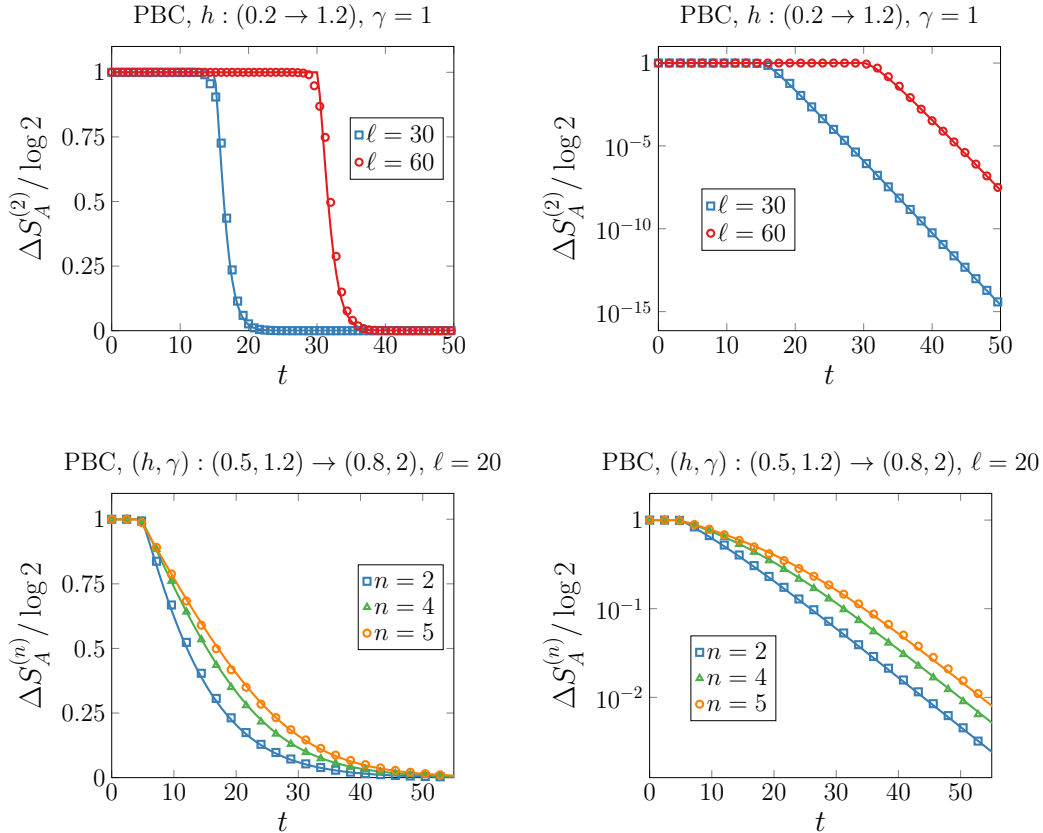 PBC, h : (0.2 → 1.2), γ = 1
ΔS_A^{(2)} / log 2
1
0.75
0.5
0.25
0
ℓ = 30
ℓ = 60
0 10 20 30 40 50
t
PBC, h : (0.2 → 1.2), γ = 1
ΔS_A^{(2)} / log 2
1
10^{−5}
10^{−10}
10^{−15}
ℓ = 30
ℓ = 60
0 10 20 30 40 50
t
PBC, (h, γ) : (0.5, 1.2) → (0.8, 2), ℓ = 20
ΔS_A^{(n)} / log 2
1
0.75
0.5
0.25
0
n = 2
n = 4
n = 5
0 10 20 30 40 50
t
PBC, (h, γ) : (0.5, 1.2) → (0.8, 2), ℓ = 20
ΔS_A^{(n)} / log 2
1
10^{−1}
10^{−2}
n = 2
n = 4
n = 5
0 10 20 30 40 50
t